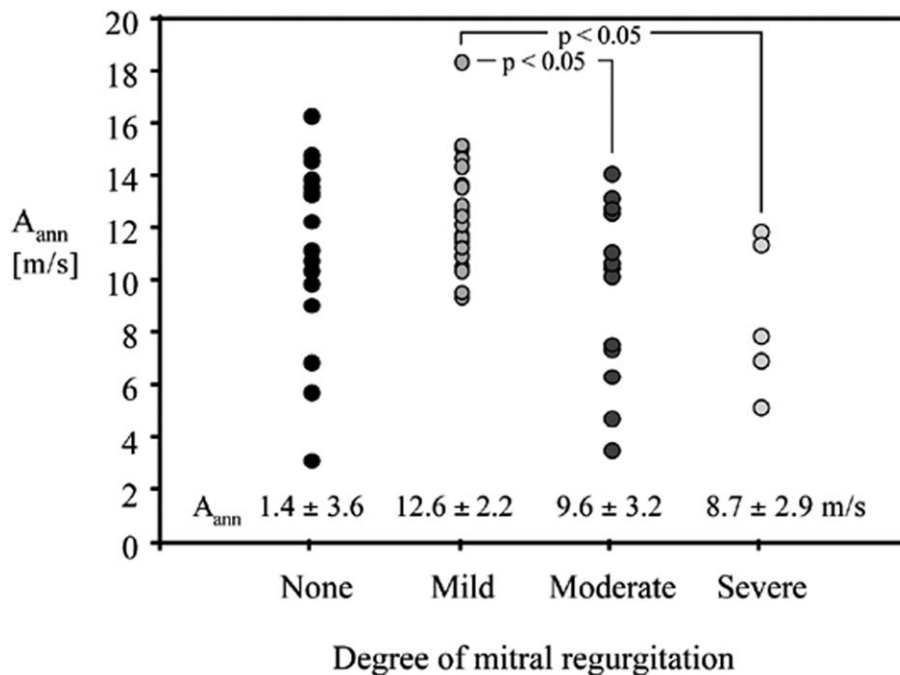 20
p < 0.05
18
p < 0.05
16
14
A_ann
[m/s]
12
10
8
6
4
2
A_ann 1.4 ± 3.6 12.6 ± 2.2 9.6 ± 3.2 8.7 ± 2.9 m/s
0
None Mild Moderate Severe
Degree of mitral regurgitation